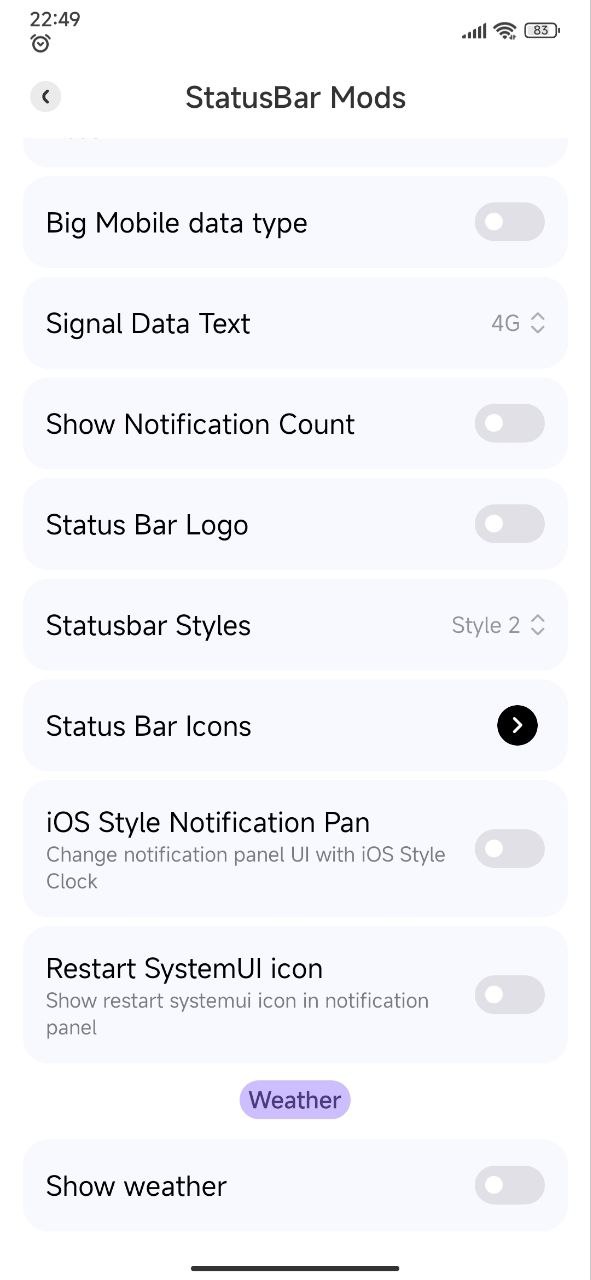 22:49
83
StatusBar Mods
Big Mobile data type
Signal Data Text
4G
Show Notification Count
Status Bar Logo
Statusbar Styles
Style 2
Status Bar Icons
iOS Style Notification Pan
Change notification panel UI with iOS Style
Clock
Restart SystemUI icon
Show restart systemui icon in notification
panel
Weather
Show weather